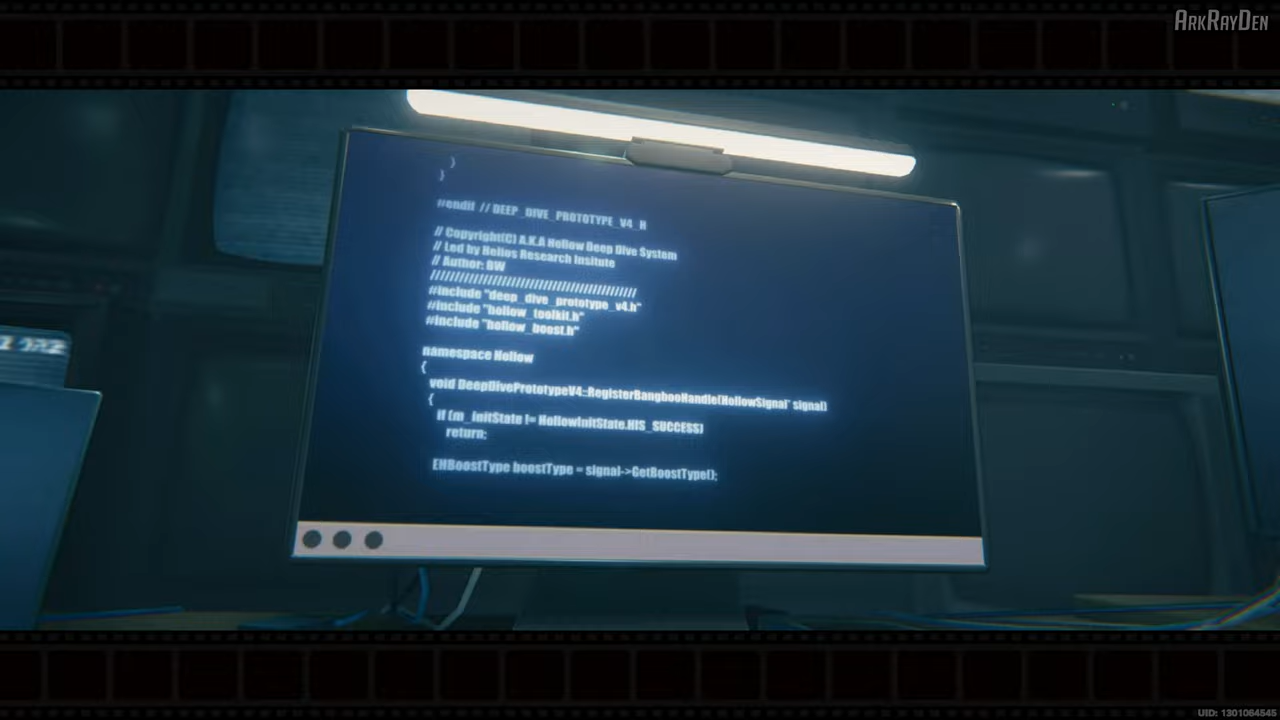 ArkRayDen
}
}
#endif // DEEP_DIVE_PROTOTYPE_V4_H
// Copyright(C) A.K.A Hollow Deep Dive System
// Led by Helios Research Insitute
// Author: BW
///////////////////////////////////////////
#include "deep_dive_prototype_v4.h"
#include "hollow_toolkit.h"
#include "hollow_boost.h"
namespace Hollow
{
void DeepDivePrototypeV4::RegisterBangbooHandle(HollowSignal* signal)
{
if (m_InitState != HollowInitState.HIS_SUCCESS)
return;
EHBoostType boostType = signal->GetBoostType();
UID: 1301064545